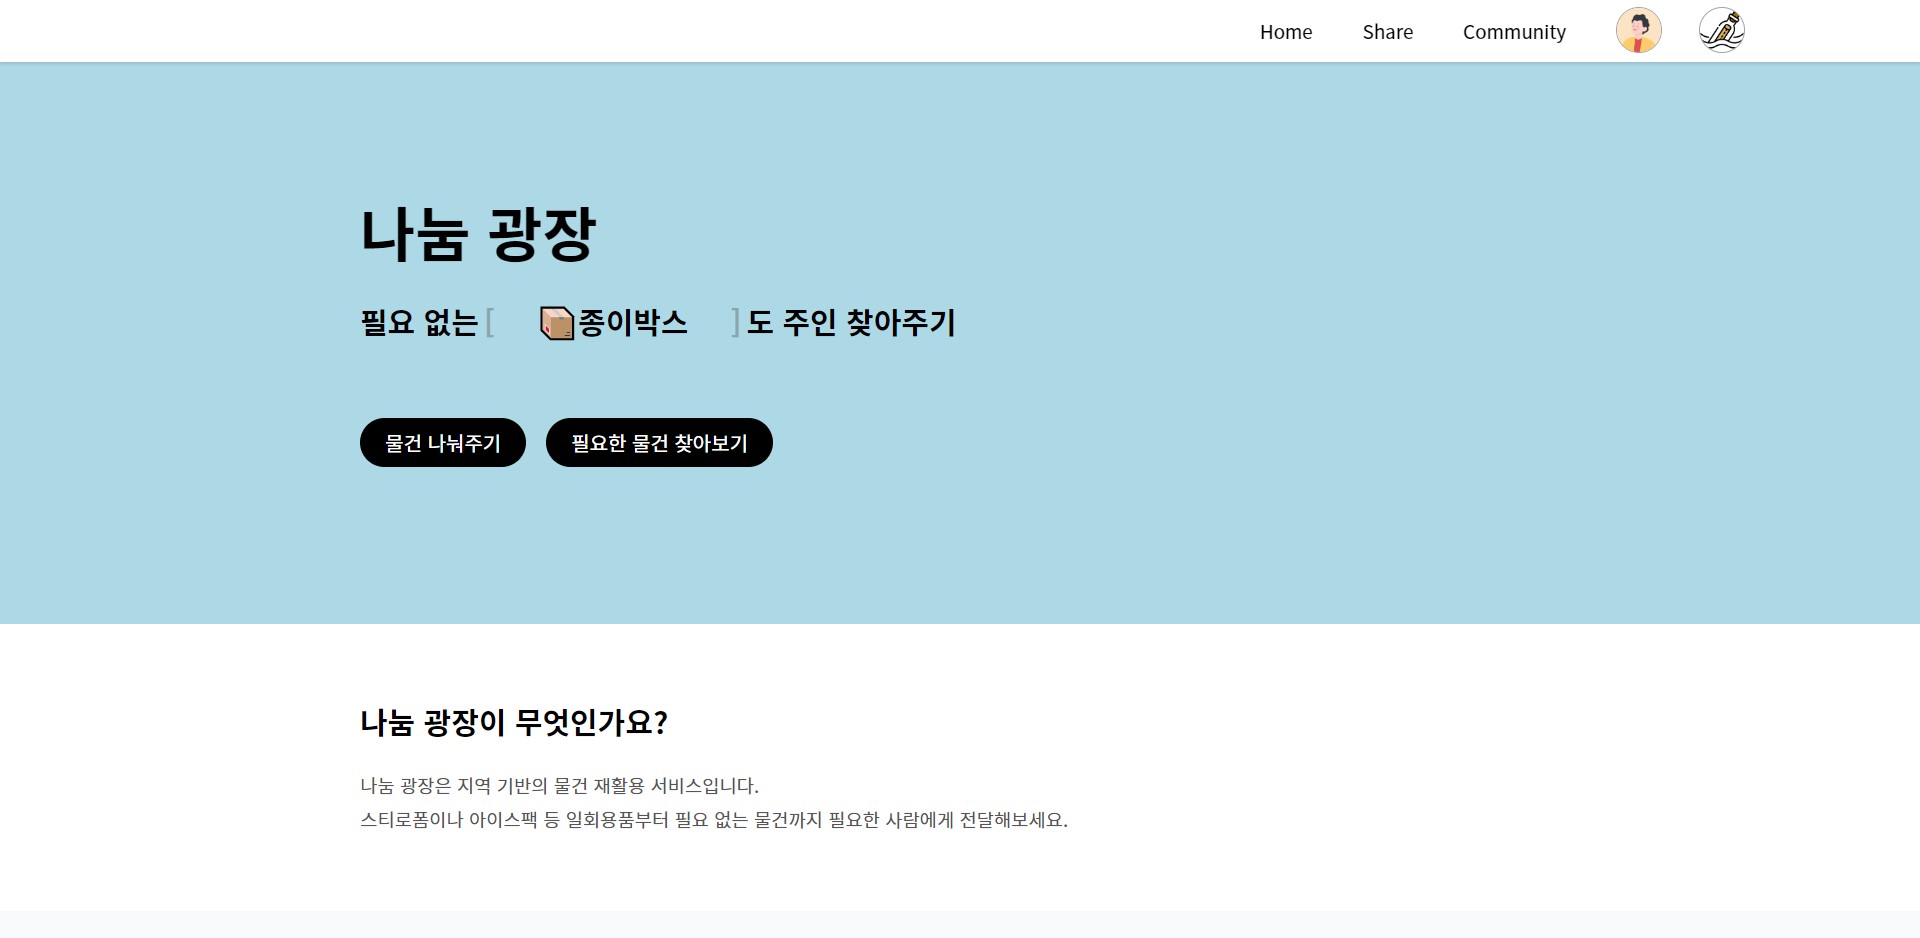 Home Share Community
나눔 광장
필요 없는 [ 종이박스 ] 도 주인 찾아주기
물건 나눠주기 필요한 물건 찾아보기
나눔 광장이 무엇인가요?
나눔 광장은 지역 기반의 물건 재활용 서비스입니다.
스티로폼이나 아이스팩 등 일회용품부터 필요 없는 물건까지 필요한 사람에게 전달해보세요.